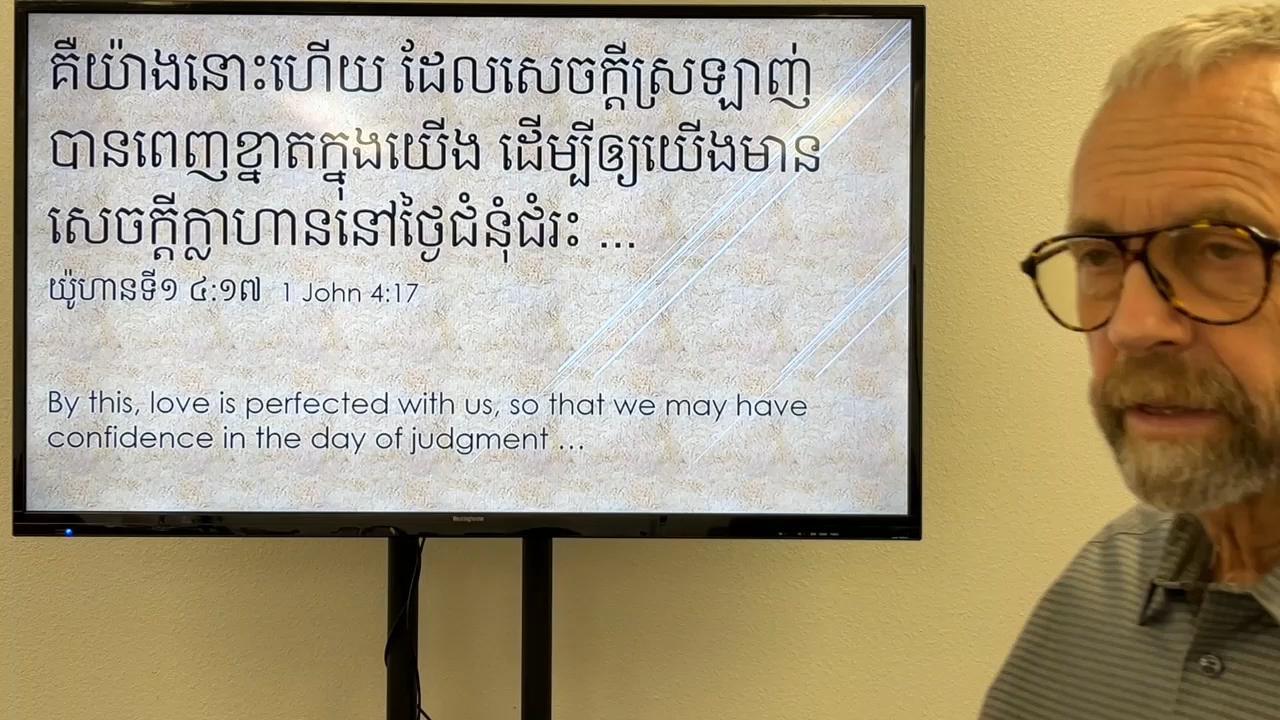 គឺយ៉ាងនោះហើយ ដែលសេចក្ដីស្រឡាញ់
បានពេញខ្នាតក្នុងយើង ដើម្បីឲ្យយើងមាន
សេចក្ដីក្លាហាននៅថ្ងៃជំនុំជំរះ ...
យ៉ូហានទី១ ៤:១៧ 1 John 4:17
By this, love is perfected with us, so that we may have
confidence in the day of judgment ...
Westinghouse